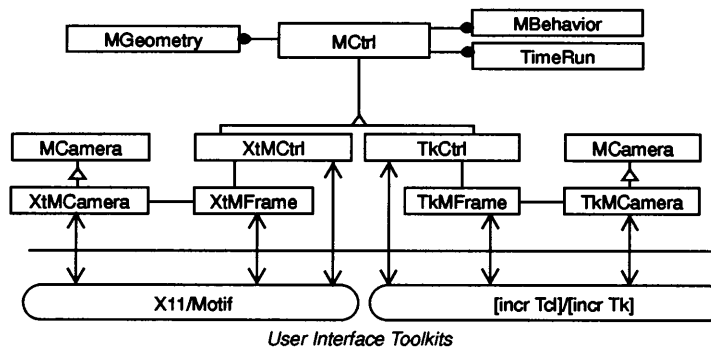 MBehavior
MGeometry
MCtrl
TimeRun
MCamera
XtMCtrl
TkCtrl
MCamera
XtMCamera
XtMFrame
TkMFrame
TkMCamera
X11/Motif
[incr Tcl]/[incr Tk]
User Interface Toolkits